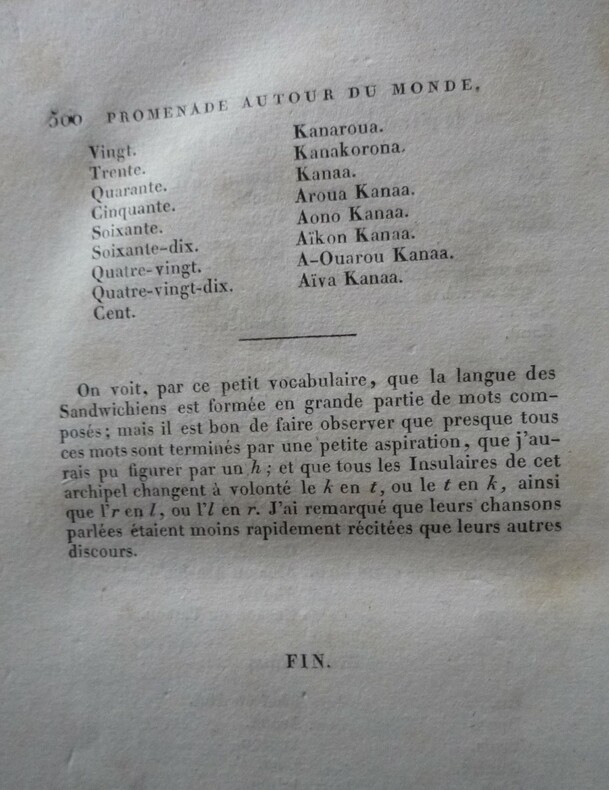 500 PROMENADE AUTOUR DU MONDE,
Vingt. Kanaroua.
Trente. Kanakorona.
Quarante. Kanaa.
Cinquante. Aroua Kanaa.
Soixante. Aono Kanaa.
Soixante-dix. Aïkon Kanaa.
Quatre-vingt. A-Ouarou Kanaa.
Quatre-vingt-dix. Aïva Kanaa.
Cent.
On voit, par ce petit vocabulaire, que la langue des
Sandwichiens est formée en grande partie de mots com-
posés; mais il est bon de faire observer que presque tous
ces mots sont terminés par une petite aspiration, que j'au-
rais pu figurer par un h; et que tous les Insulaires de cet
archipel changent à volonté le k en t, ou le t en k, ainsi
que l'r en l, ou l'l en r. J'ai remarqué que leurs chansons
parlées étaient moins rapidement récitées que leurs autres
discours.
FIN.